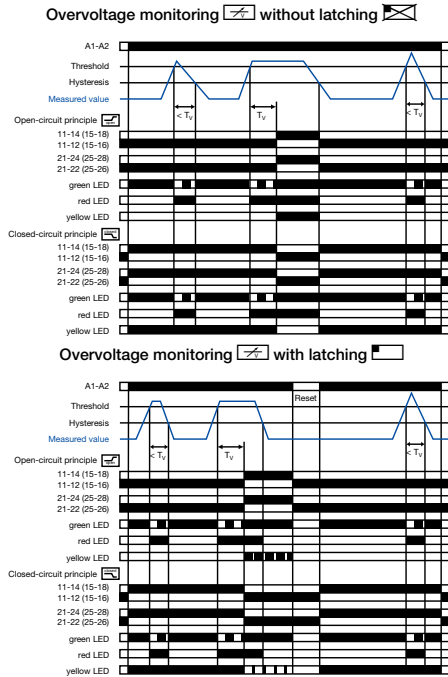 Overvoltage monitoring without latching
A1-A2
Threshold
Hysteresis
Measured value
< Tv
Tv
< Tv
Open-circuit principle open
11-14 (15-18)
11-12 (15-16)
21-24 (25-28)
21-22 (25-26)
green LED
red LED
yellow LED
Closed-circuit principle closed
11-14 (15-18)
11-12 (15-16)
21-24 (25-28)
21-22 (25-26)
green LED
red LED
yellow LED
Overvoltage monitoring with latching
A1-A2
Reset
Threshold
Hysteresis
Measured value
< Tv
Tv
< Tv
Open-circuit principle open
11-14 (15-18)
11-12 (15-16)
21-24 (25-28)
21-22 (25-26)
green LED
red LED
yellow LED
Closed-circuit principle closed
11-14 (15-18)
11-12 (15-16)
21-24 (25-28)
21-22 (25-26)
green LED
red LED
yellow LED